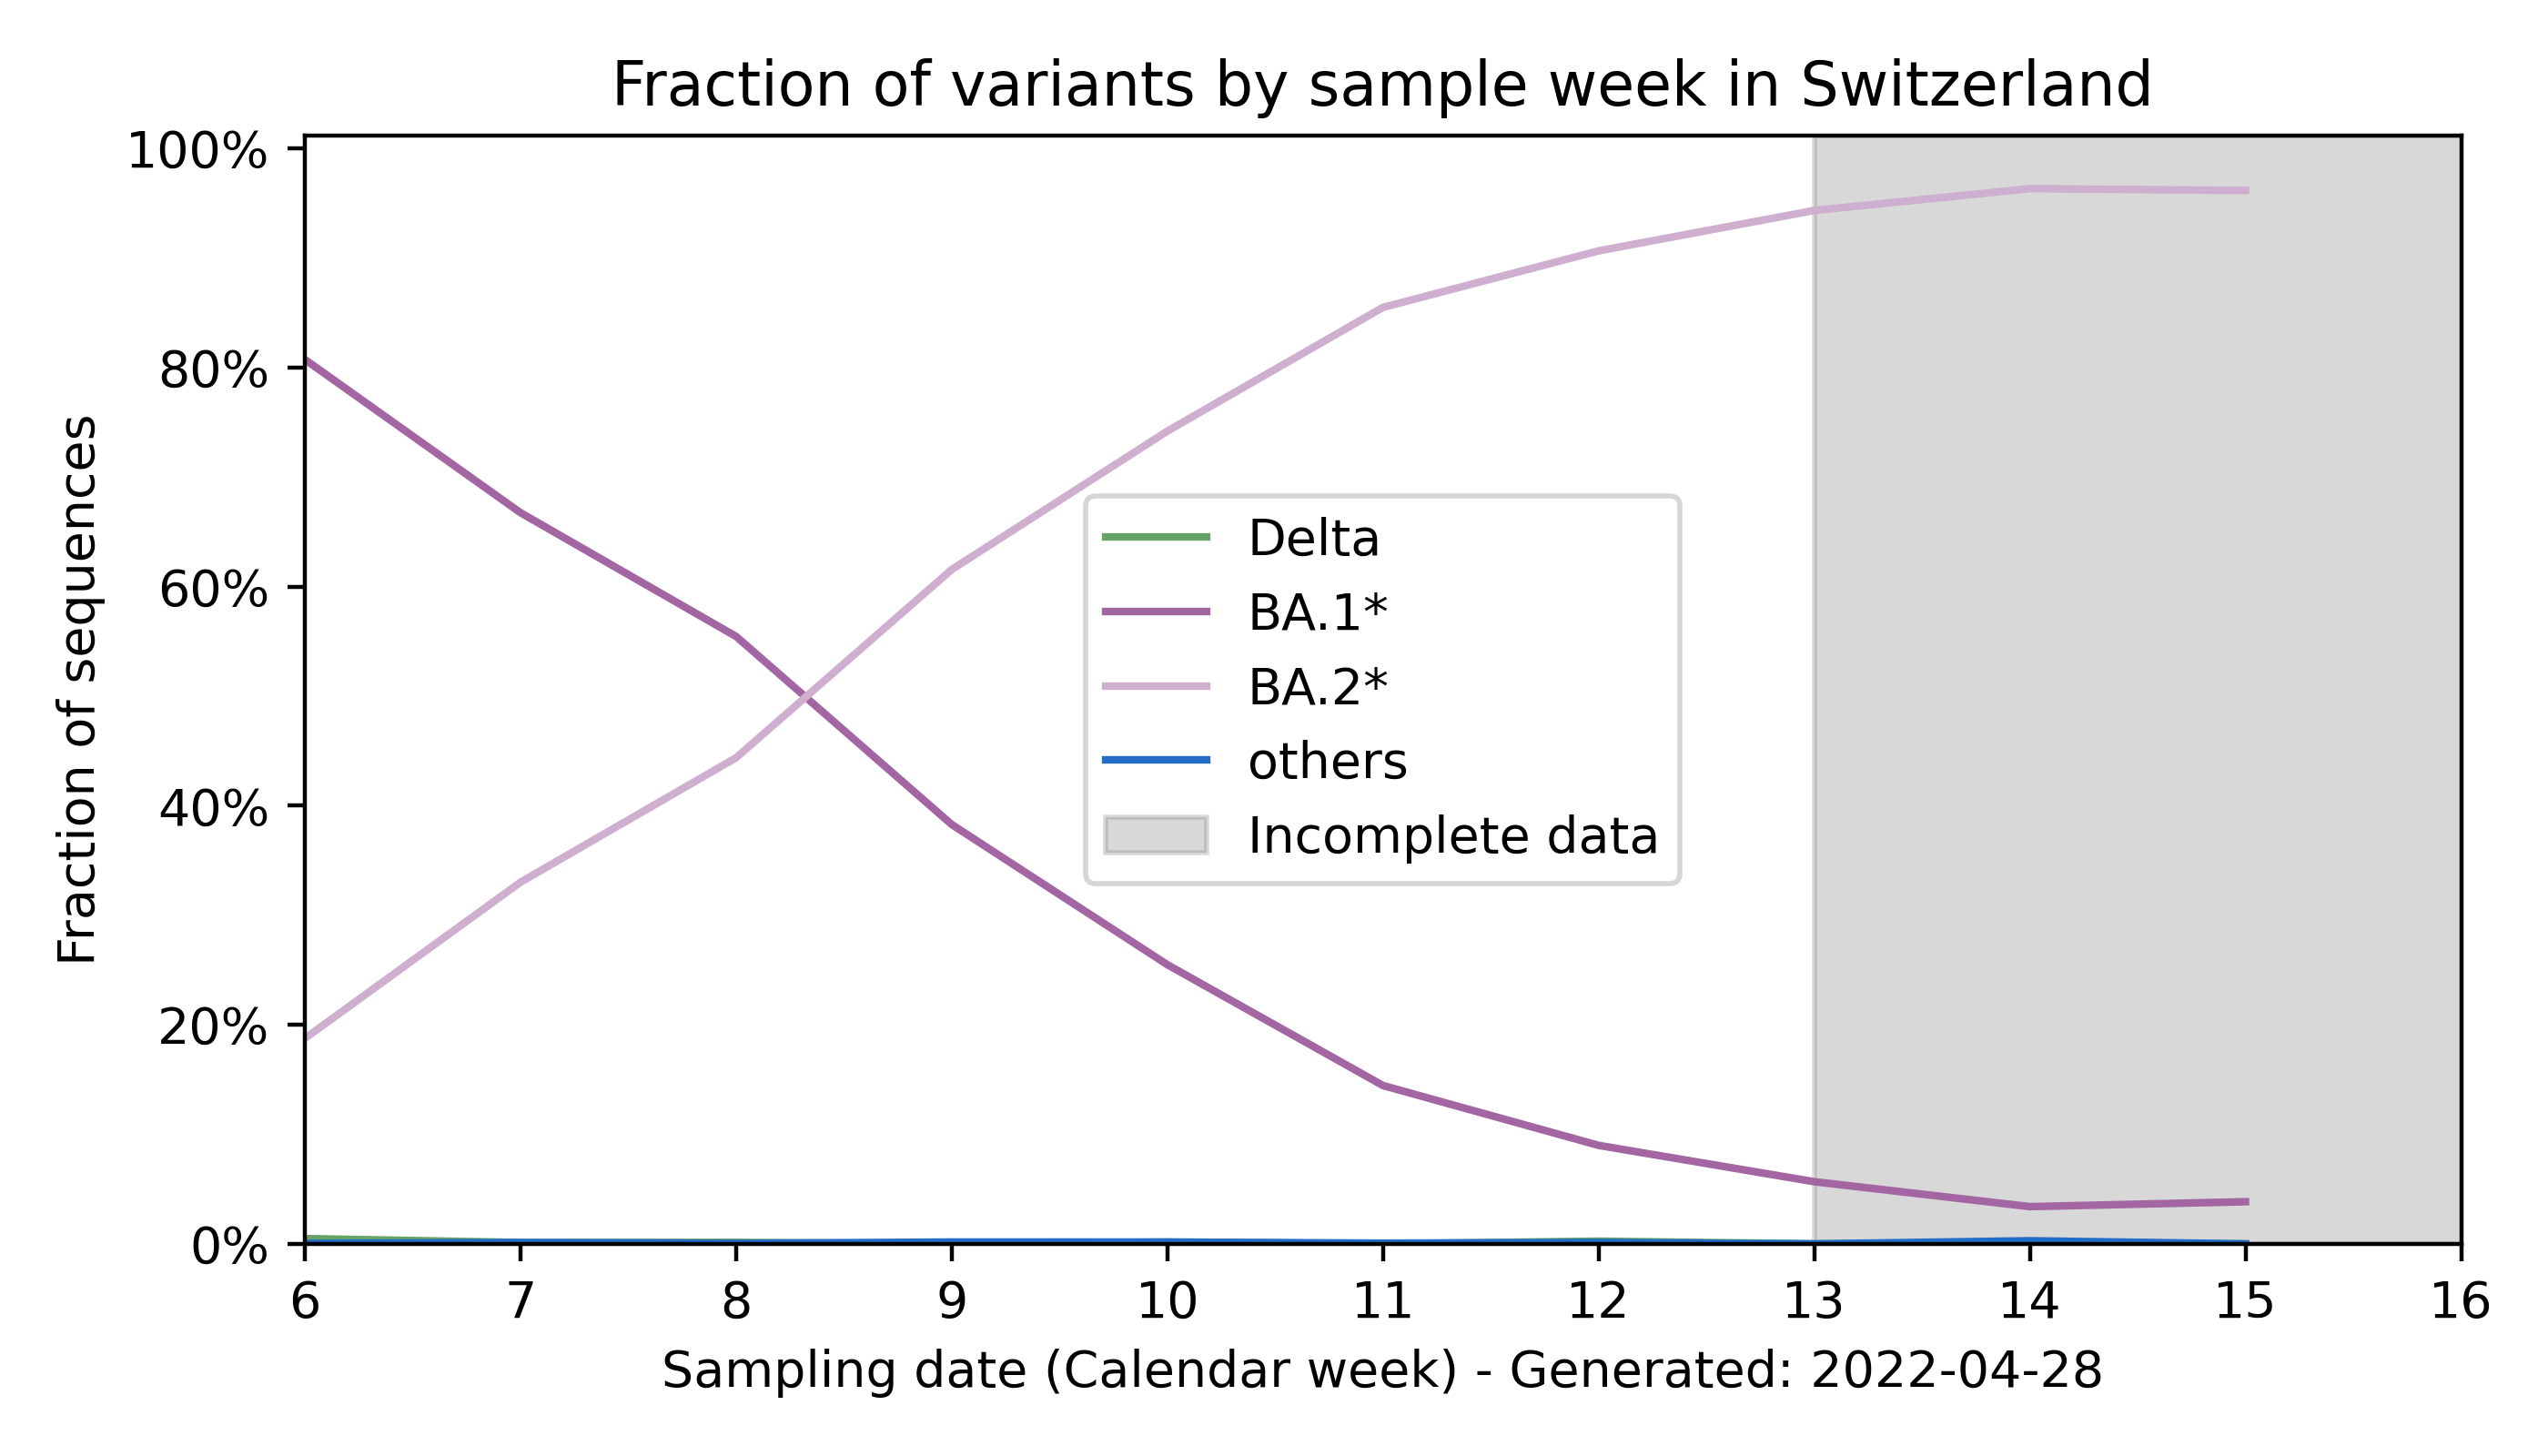 Fraction of variants by sample week in Switzerland
Fraction of sequences
100%
80%
60%
40%
20%
0%
Delta
BA.1*
BA.2*
others
Incomplete data
6 7 8 9 10 11 12 13 14 15 16
Sampling date (Calendar week) - Generated: 2022-04-28